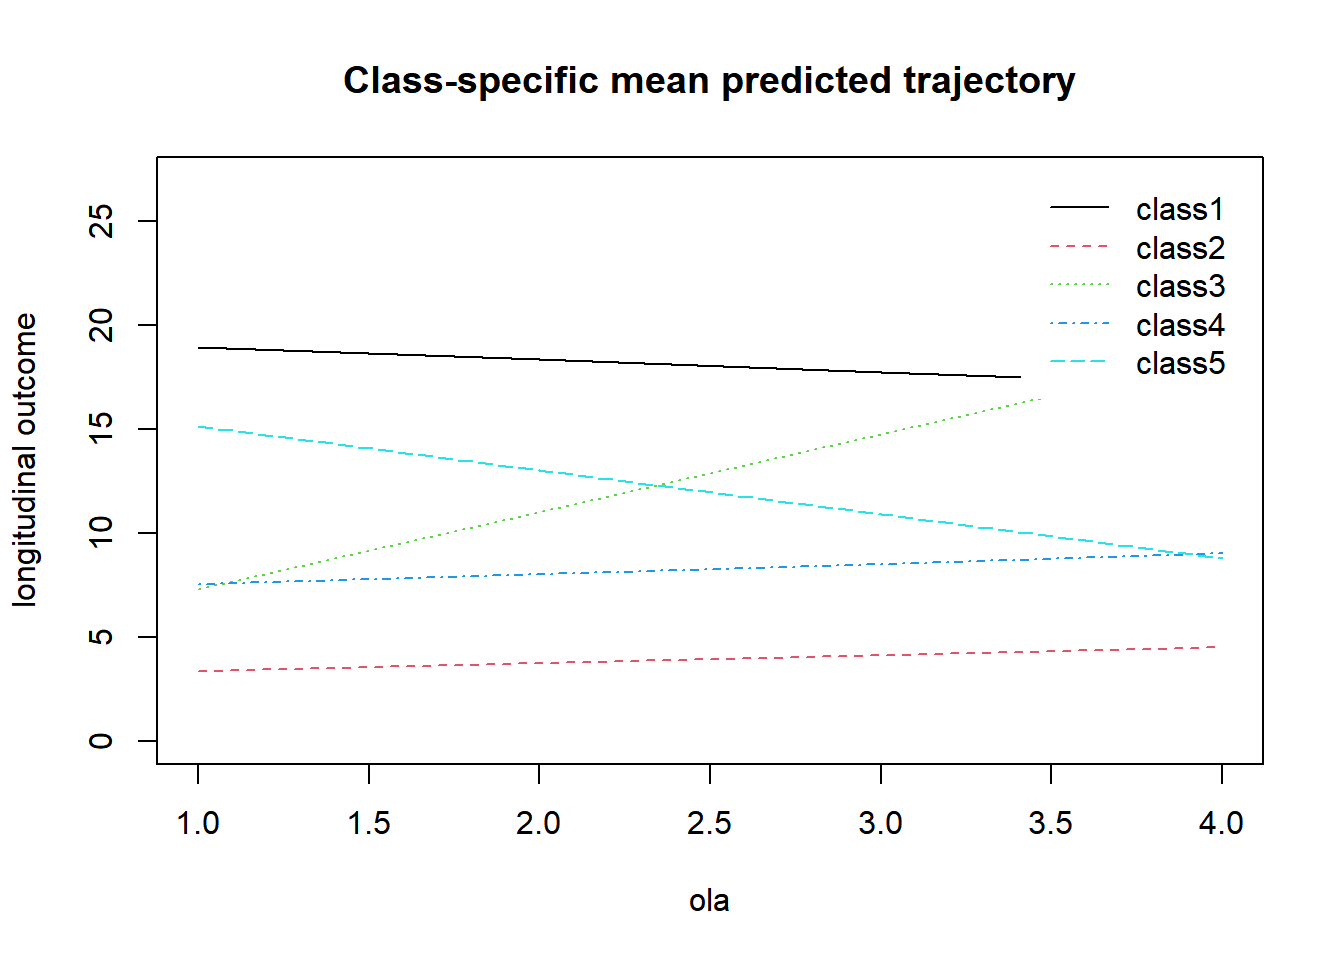 Class-specific mean predicted trajectory
longitudinal outcome
25
20
15
10
5
0
class1
class2
class3
class4
class5
1.0 1.5 2.0 2.5 3.0 3.5 4.0
ola